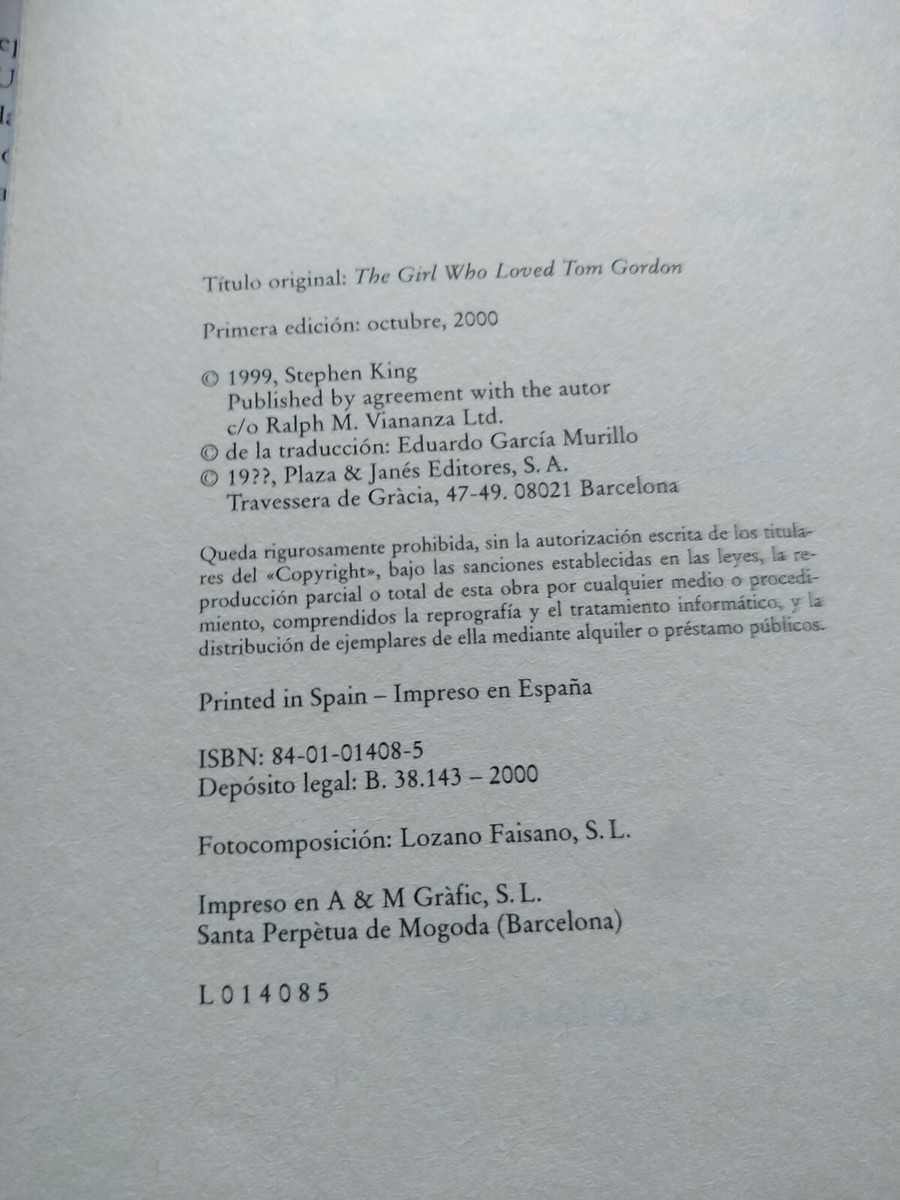 Título original: The Girl Who Loved Tom Gordon
Primera edición: octubre, 2000
© 1999, Stephen King
Published by agreement with the autor
c/o Ralph M. Viananza Ltd.
© de la traducción: Eduardo García Murillo
© 19??, Plaza & Janés Editores, S. A.
Travessera de Gràcia, 47-49. 08021 Barcelona
Queda rigurosamente prohibida, sin la autorización escrita de los titula-
res del «Copyright», bajo las sanciones establecidas en las leyes, la re-
producción parcial o total de esta obra por cualquier medio o procedi-
miento, comprendidos la reprografía y el tratamiento informático, y la
distribución de ejemplares de ella mediante alquiler o préstamo públicos.
Printed in Spain – Impreso en España
ISBN: 84-01-01408-5
Depósito legal: B. 38.143 – 2000
Fotocomposición: Lozano Faisano, S. L.
Impreso en A & M Gràfic, S. L.
Santa Perpètua de Mogoda (Barcelona)
L 0 1 4 0 8 5